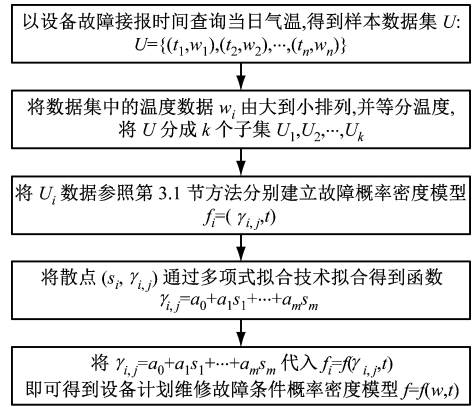 以设备故障接报时间查询当日气温,得到样本数据集 U:
U={(t₁,w₁),(t₂,w₂),⋯,(tₙ,wₙ)}
将数据集中的温度数据 wᵢ 由大到小排列,并等分温度,
将 U 分成 k 个子集 U₁,U₂,⋯,Uₖ
将 Uᵢ 数据参照第 3.1 节方法分别建立故障概率密度模型
fᵢ=( γᵢ,ⱼ,t)
将散点 (sᵢ, γᵢ,ⱼ) 通过多项式拟合技术拟合得到函数
γᵢ,ⱼ=a₀+a₁s₁+⋯+aₘsₘ
将 γᵢ,ⱼ=a₀+a₁s₁+⋯+aₘsₘ 代入 fᵢ=f(γᵢ,ⱼ,t)
即可得到设备计划维修故障条件概率密度模型 f=f(w,t)